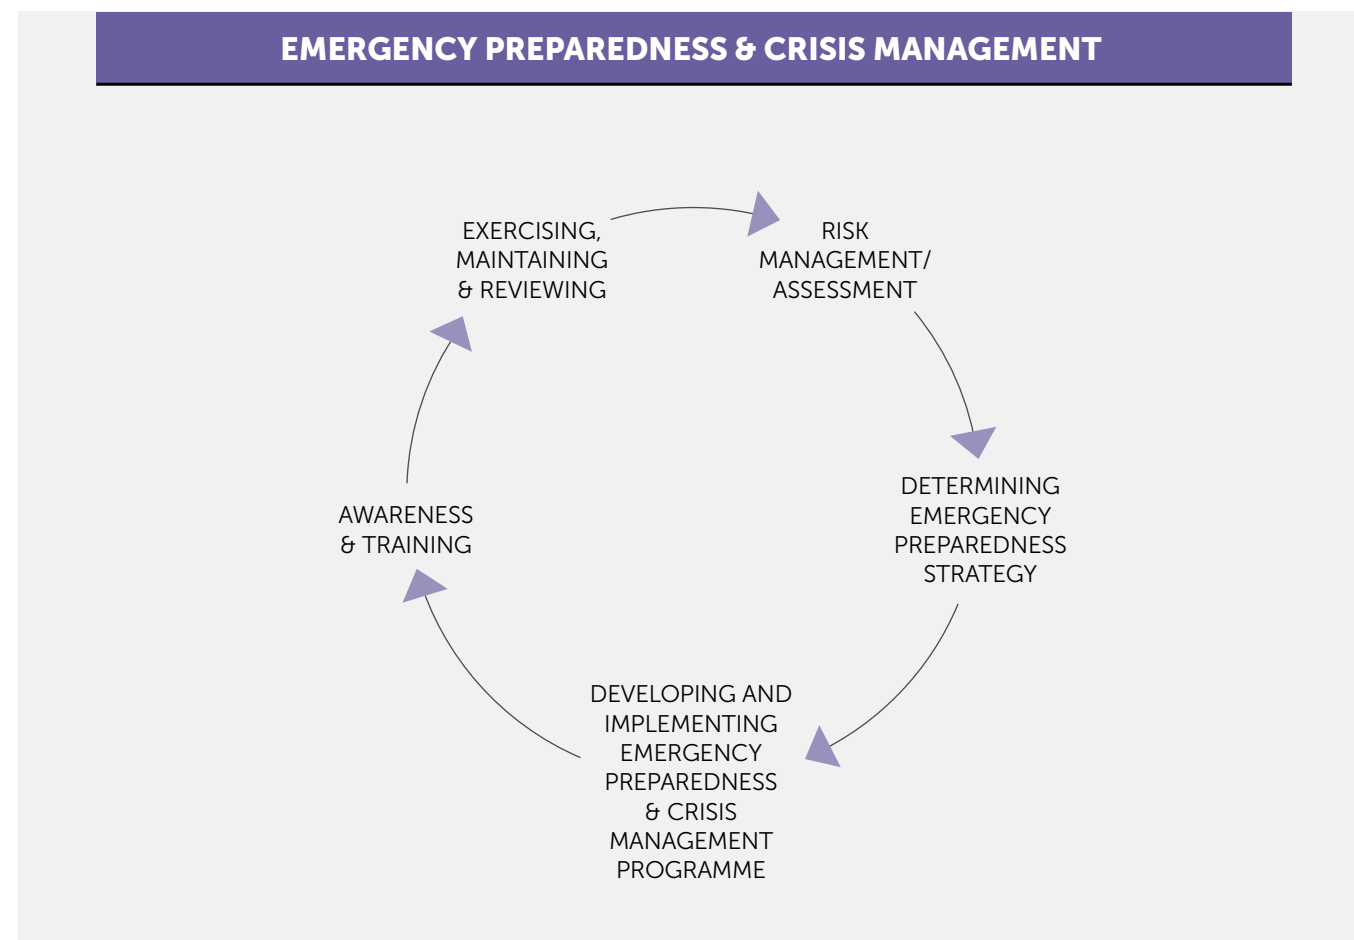 EMERGENCY PREPAREDNESS & CRISIS MANAGEMENT
EXERCISING,
MAINTAINING
& REVIEWING
RISK
MANAGEMENT/
ASSESSMENT
DETERMINING
EMERGENCY
PREPAREDNESS
STRATEGY
DEVELOPING AND
IMPLEMENTING
EMERGENCY
PREPAREDNESS
& CRISIS
MANAGEMENT
PROGRAMME
AWARENESS
& TRAINING